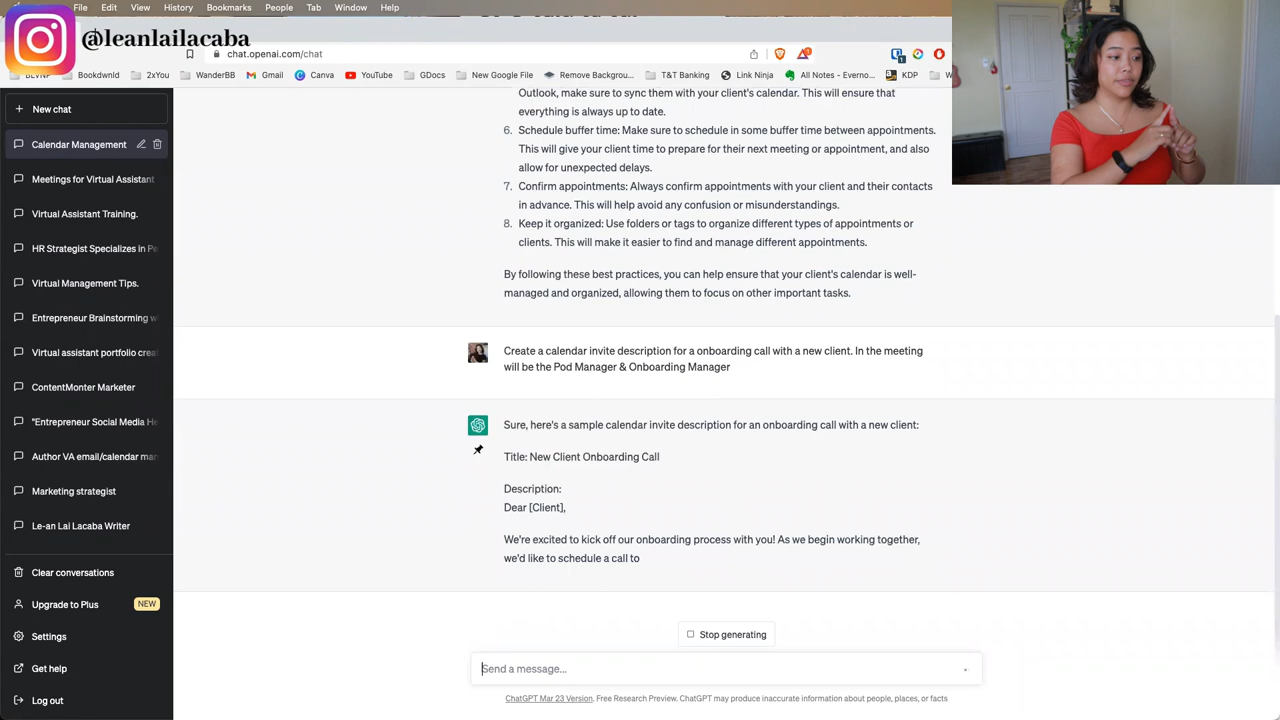 File Edit View History Bookmarks People Tab Window Help
@leanlailacaba
chat.openai.com/chat
Bookdwnld 2xYou WanderBB Gmail Canva YouTube GDocs New Google File Remove Backgrou... T&T Banking Link Ninja All Notes - Everno... KDP
New chat
Calendar Management
Meetings for Virtual Assistant
Virtual Assistant Training.
HR Strategist Specializes in Pe
Virtual Management Tips.
Entrepreneur Brainstorming w
Virtual assistant portfolio crea
ContentMonter Marketer
"Entrepreneur Social Media He
Author VA email/calendar man
Marketing strategist
Le-an Lai Lacaba Writer
Clear conversations
Upgrade to Plus NEW
Settings
Get help
Log out
Outlook, make sure to sync them with your client's calendar. This will ensure that
everything is always up to date.
6. Schedule buffer time: Make sure to schedule in some buffer time between appointments.
This will give your client time to prepare for their next meeting or appointment, and also
allow for unexpected delays.
7. Confirm appointments: Always confirm appointments with your client and their contacts
in advance. This will help avoid any confusion or misunderstandings.
8. Keep it organized: Use folders or tags to organize different types of appointments or
clients. This will make it easier to find and manage different appointments.
By following these best practices, you can help ensure that your client's calendar is well-
managed and organized, allowing them to focus on other important tasks.
Create a calendar invite description for a onboarding call with a new client. In the meeting
will be the Pod Manager & Onboarding Manager
Sure, here's a sample calendar invite description for an onboarding call with a new client:
Title: New Client Onboarding Call
Description:
Dear [Client],
We're excited to kick off our onboarding process with you! As we begin working together,
we'd like to schedule a call to
Stop generating
Send a message...
ChatGPT Mar 23 Version. Free Research Preview. ChatGPT may produce inaccurate information about people, places, or facts